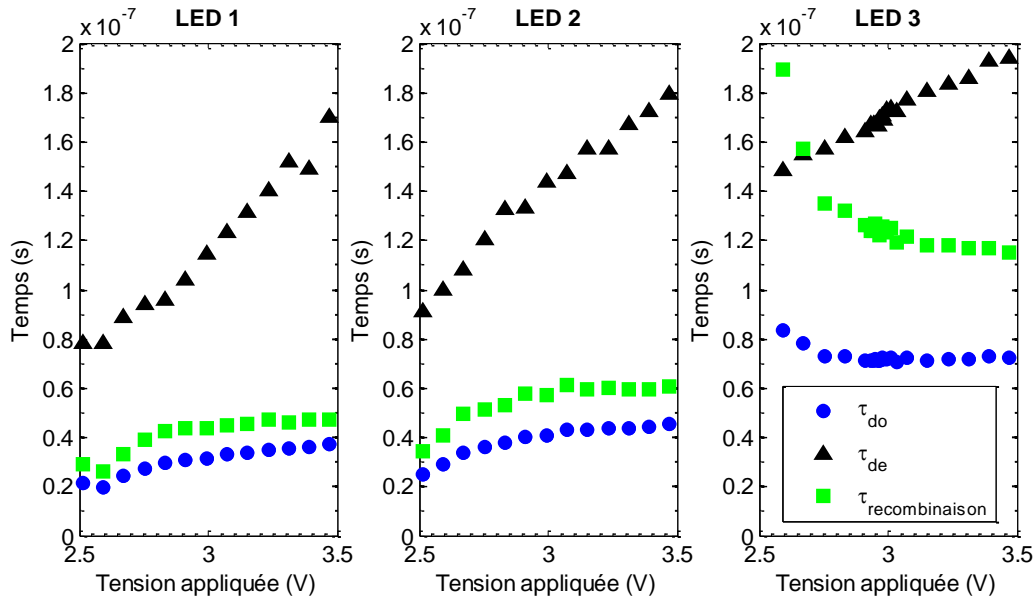 x 10⁻⁷ LED 1
2
1.8
1.6
1.4
1.2
1
0.8
0.6
0.4
0.2
0
Temps (s)
2.5 3 3.5
Tension appliquée (V)
x 10⁻⁷ LED 2
2
1.8
1.6
1.4
1.2
1
0.8
0.6
0.4
0.2
0
Temps (s)
2.5 3 3.5
Tension appliquée (V)
x 10⁻⁷ LED 3
2
1.8
1.6
1.4
1.2
1
0.8
0.6
0.4
0.2
0
Temps (s)
τ_do
τ_de
τ_recombinaison
2.5 3 3.5
Tension appliquée (V)